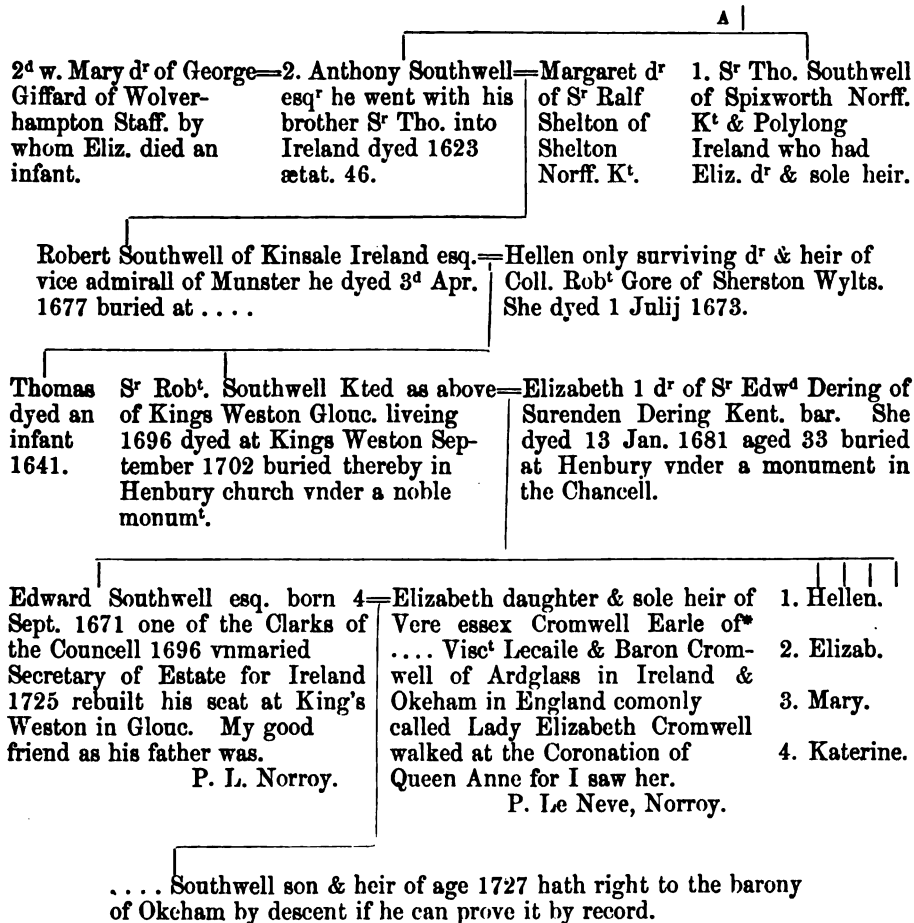 A
2ᵈ w. Mary dʳ of George=
Giffard of Wolver-
hampton Staff. by
whom Eliz. died an
infant.
2. Anthony Southwell=
esqʳ he went with his
brother Sʳ Tho. into
Ireland dyed 1623
ætat. 46.
Margaret dʳ
of Sʳ Ralf
Shelton of
Shelton
Norff. Kᵗ.
1. Sʳ Tho. Southwell
of Spixworth Norff.
Kᵗ & Polylong
Ireland who had
Eliz. dʳ & sole heir.
Robert Southwell of Kinsale Ireland esq.=
vice admirall of Munster he dyed 3ᵈ Apr.
1677 buried at . . . .
Hellen only surviving dʳ & heir of
Coll. Robᵗ Gore of Sherston Wylts.
She dyed 1 Julij 1673.
Thomas
dyed an
infant
1641.
Sʳ Robᵗ. Southwell Kted as above=
of Kings Weston Glouc. liveing
1696 dyed at Kings Weston Sep-
tember 1702 buried thereby in
Henbury church vnder a noble
monumᵗ.
Elizabeth 1 dʳ of Sʳ Edwᵈ Dering of
Surenden Dering Kent. bar. She
dyed 13 Jan. 1681 aged 33 buried
at Henbury vnder a monument in
the Chancell.
Edward Southwell esq. born 4=
Sept. 1671 one of the Clarks of
the Councell 1696 vnmaried
Secretary of Estate for Ireland
1725 rebuilt his seat at King's
Weston in Glouc. My good
friend as his father was.
P. L. Norroy.
Elizabeth daughter & sole heir of
Vere essex Cromwell Earle of*
. . . . Viscᵗ Lecaile & Baron Crom-
well of Ardglass in Ireland &
Okeham in England comonly
called Lady Elizabeth Cromwell
walked at the Coronation of
Queen Anne for I saw her.
P. Le Neve, Norroy.
1. Hellen.
2. Elizab.
3. Mary.
4. Katerine.
. . . . Southwell son & heir of age 1727 hath right to the barony
of Okeham by descent if he can prove it by record.